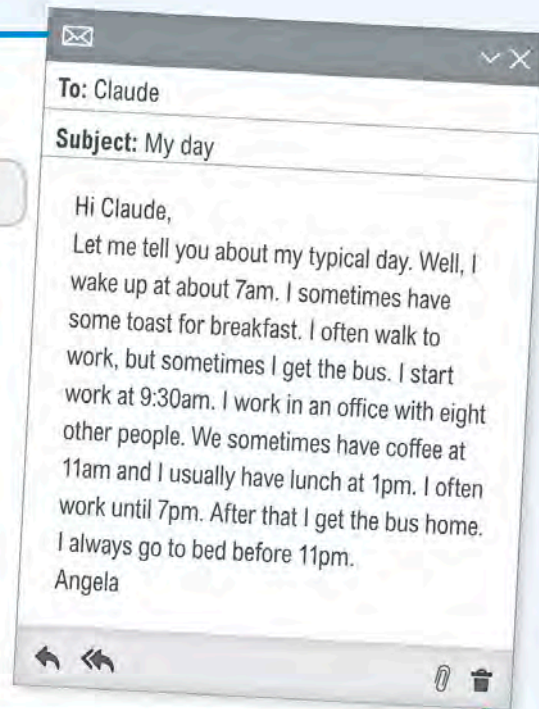 To: Claude
Subject: My day
Hi Claude,
Let me tell you about my typical day. Well, I
wake up at about 7am. I sometimes have
some toast for breakfast. I often walk to
work, but sometimes I get the bus. I start
work at 9:30am. I work in an office with eight
other people. We sometimes have coffee at
11am and I usually have lunch at 1pm. I often
work until 7pm. After that I get the bus home.
I always go to bed before 11pm.
Angela